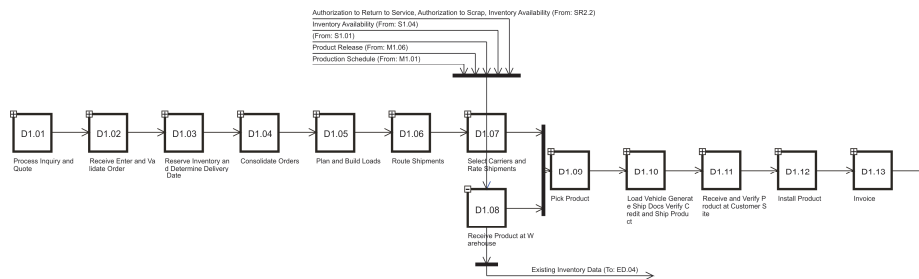 Authorization to Return to Service, Authorization to Scrap, Inventory Availability (From: SR2.2)
Inventory Availability (From: S1.04)
(From: S1.01)
Product Release (From: M1.06)
Production Schedule (From: M1.01)
D1.01
D1.02
D1.03
D1.04
D1.05
D1.06
D1.07
Process Inquiry and
Quote
Receive Enter and Va
lidate Order
Reserve Inventory an
d Determine Delivery
Date
Consolidate Orders
Plan and Build Loads
Route Shipments
Select Carriers and
Rate Shipments
D1.08
Receive Product at W
arehouse
D1.09
D1.10
D1.11
D1.12
D1.13
Pick Product
Load Vehicle Generat
e Ship Docs Verify C
redit and Ship Produ
ct
Receive and Verify P
roduct at Customer S
ite
Install Product
Invoice
Existing Inventory Data (To: ED.04)